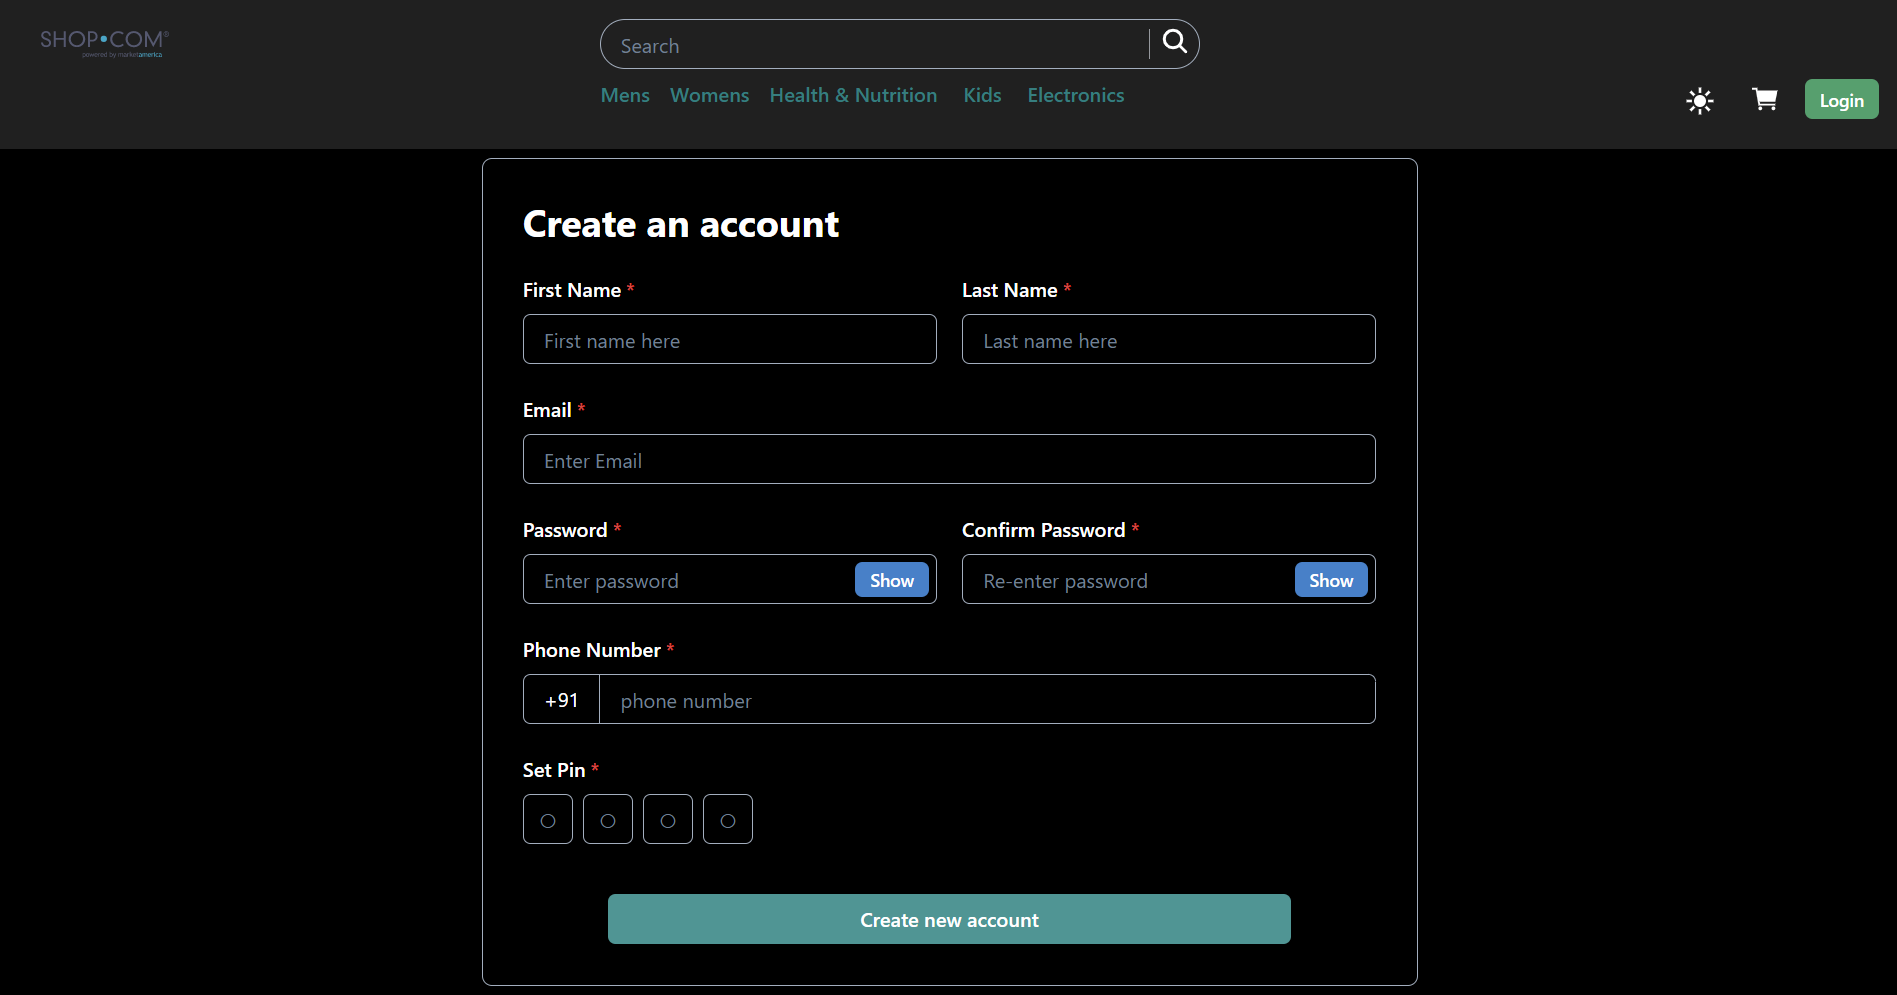 SHOP•COM®
powered by marketamerica
Search
Mens Womens Health & Nutrition Kids Electronics
Login
Create an account
First Name * Last Name *
First name here Last name here
Email *
Enter Email
Password * Confirm Password *
Enter password Show Re-enter password Show
Phone Number *
+91 phone number
Set Pin *
Create new account